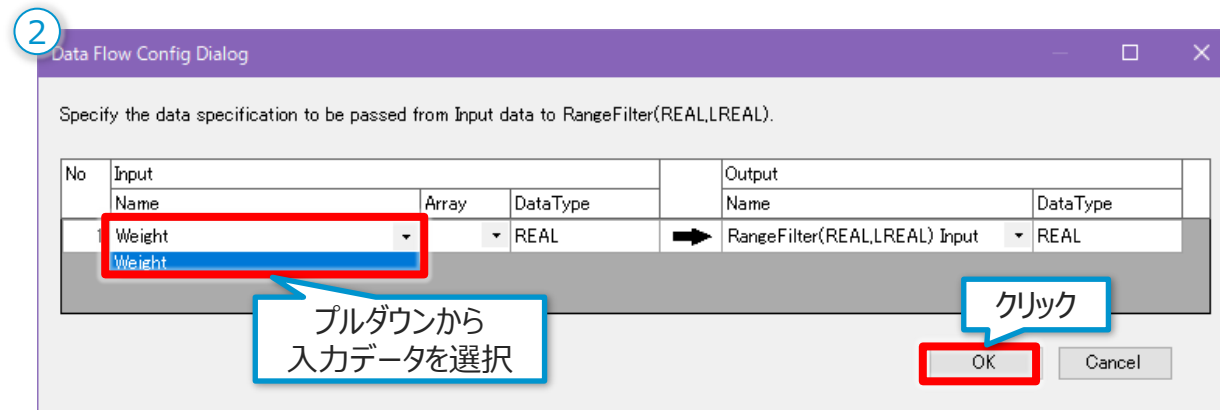 2
Data Flow Config Dialog
Specify the data specification to be passed from Input data to RangeFilter(REAL,LREAL).
No Input Output
Name Array DataType Name DataType
1 Weight REAL RangeFilter(REAL,LREAL) Input REAL
Weight
プルダウンから
入力データを選択
クリック
OK Cancel